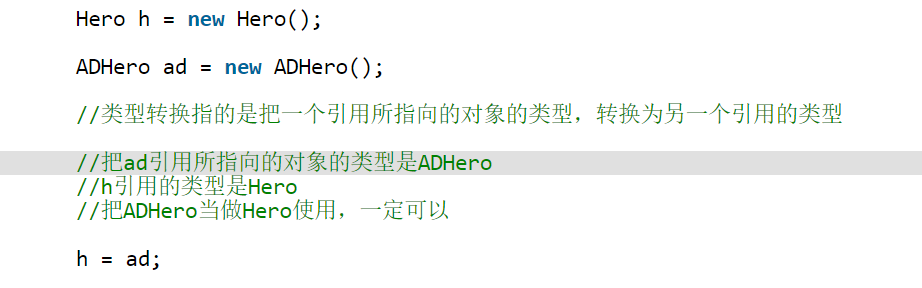 Hero h = new Hero();
ADHero ad = new ADHero();
//类型转换指的是把一个引用所指向的对象的类型，转换为另一个引用的类型
//把ad引用所指向的对象的类型是ADHero
//h引用的类型是Hero
//把ADHero当做Hero使用，一定可以
h = ad;